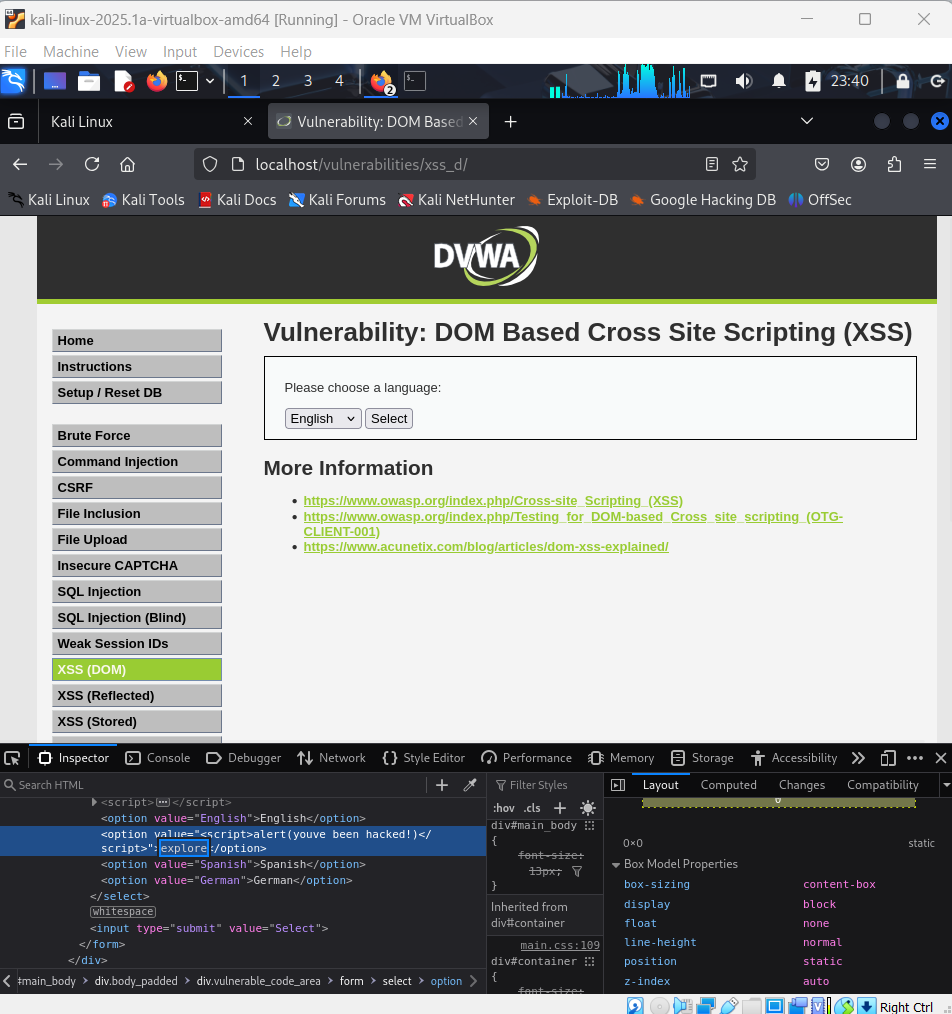 kali-linux-2025.1a-virtualbox-amd64 [Running] - Oracle VM VirtualBox
File Machine View Input Devices Help
1 2 3 4 2 23:40
Kali Linux
Vulnerability: DOM Based
localhost/vulnerabilities/xss_d/
Kali Linux Kali Tools Kali Docs Kali Forums Kali NetHunter Exploit-DB Google Hacking DB OffSec
DVWA
Home
Instructions
Setup / Reset DB
Brute Force
Command Injection
CSRF
File Inclusion
File Upload
Insecure CAPTCHA
SQL Injection
SQL Injection (Blind)
Weak Session IDs
XSS (DOM)
XSS (Reflected)
XSS (Stored)
Vulnerability: DOM Based Cross Site Scripting (XSS)
Please choose a language:
English Select
More Information
• https://www.owasp.org/index.php/Cross-site_Scripting_(XSS)
• https://www.owasp.org/index.php/Testing_for_DOM-based_Cross_site_scripting_(OTG-
CLIENT-001)
• https://www.acunetix.com/blog/articles/dom-xss-explained/
Inspector Console Debugger Network Style Editor Performance Memory Storage Accessibility
Search HTML
<script>…</script>
<option value="English">English</option>
<option value="<script>alert(youve been hacked!)</
script>">explore</option>
<option value="Spanish">Spanish</option>
<option value="German">German</option>
</select>
whitespace
<input type="submit" value="Select">
</form>
</div>
#main_body > div.body_padded > div.vulnerable_code_area > form > select > option
Filter Styles
:hov .cls
div#main_body
{
font-size:
13px;
}
Inherited from
div#container
main.css:109
div#container
{
font-size:
Layout Computed Changes Compatibility
0
0×0 static
Box Model Properties
box-sizing content-box
display block
float none
line-height normal
position static
z-index auto
Right Ctrl